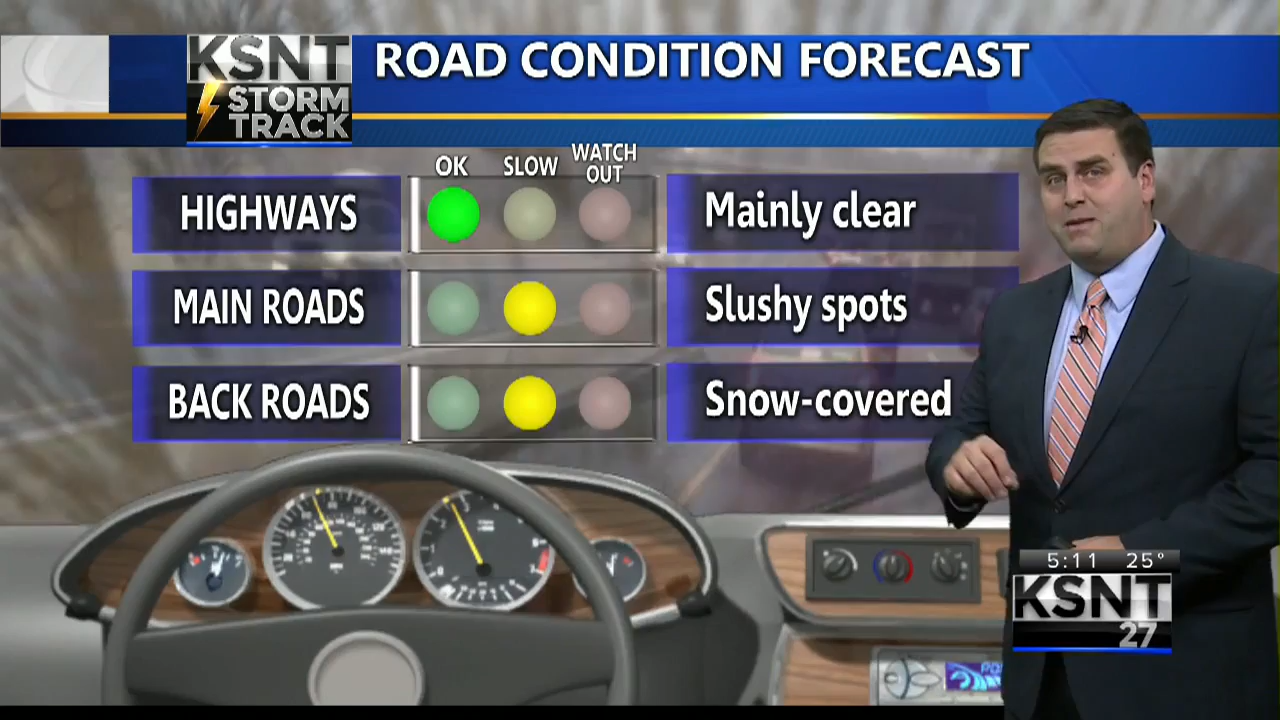 KSNT
STORM
TRACK
ROAD CONDITION FORECAST
OK SLOW WATCH OUT
HIGHWAYS
Mainly clear
MAIN ROADS
Slushy spots
BACK ROADS
Snow-covered
5:11 25°
KSNT
27